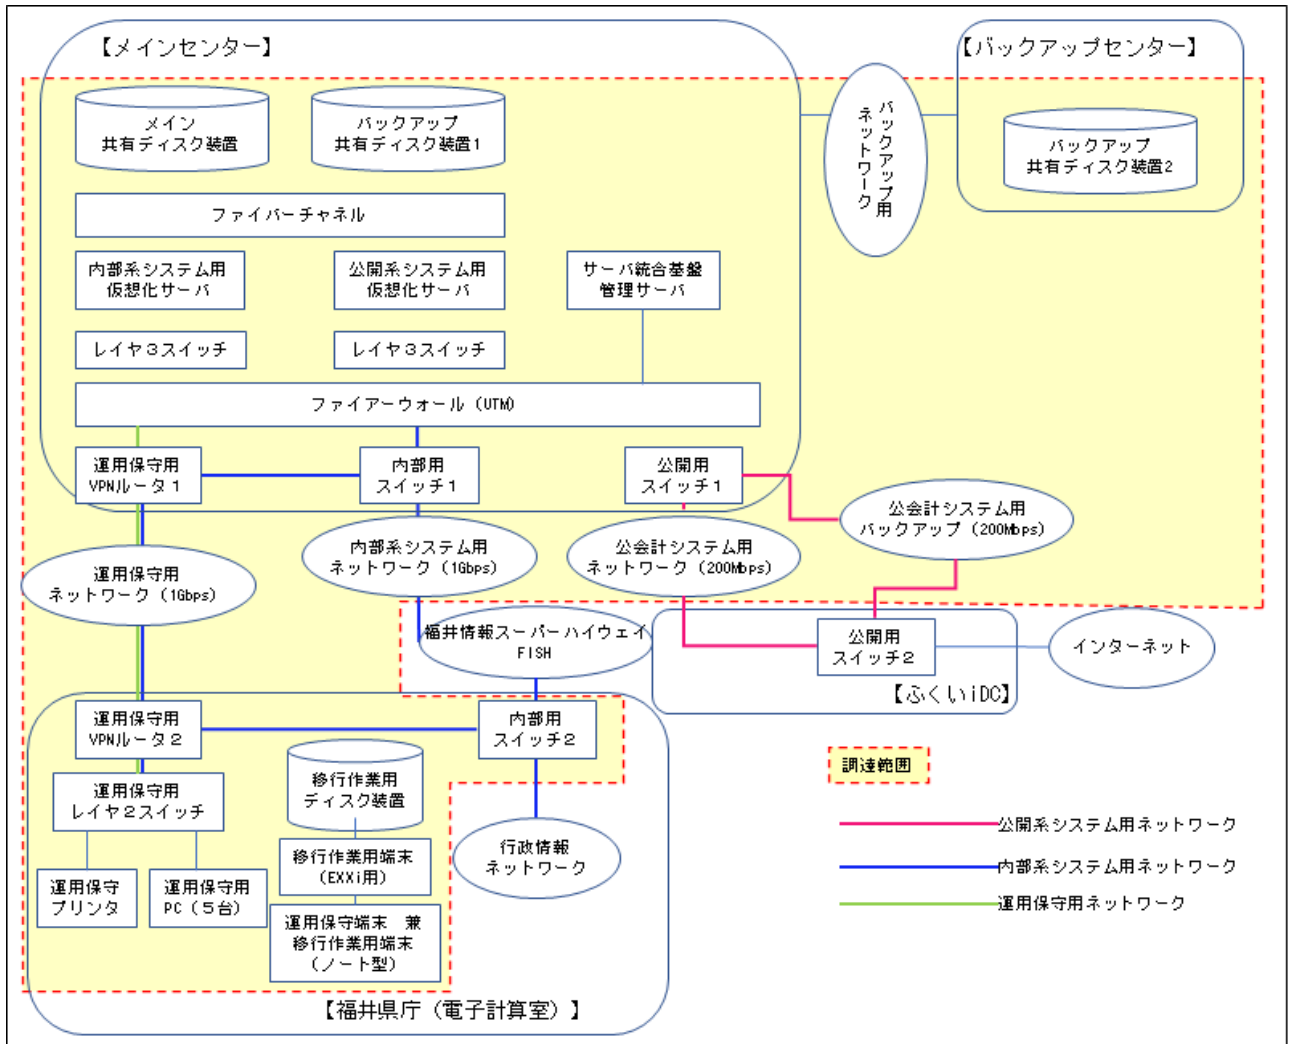 【メインセンター】
【バックアップセンター】
メイン
共有ディスク装置
バックアップ
共有ディスク装置1
バックアップ用
ネットワーク
バックアップ
共有ディスク装置2
ファイバーチャネル
内部系システム用
仮想化サーバ
公開系システム用
仮想化サーバ
サーバ統合基盤
管理サーバ
レイヤ３スイッチ
レイヤ３スイッチ
ファイアーウォール（UTM）
運用保守用
VPNルータ１
内部用
スイッチ1
公開用
スイッチ1
公会計システム用
バックアップ（200Mbps）
内部系システム用
ネットワーク（1Gbps）
公会計システム用
ネットワーク（200Mbps）
運用保守用
ネットワーク（1Gbps）
福井情報スーパーハイウェイ
FISH
公開用
スイッチ2
インターネット
【ふくいiDC】
運用保守用
VPNルータ２
内部用
スイッチ2
運用保守用
レイヤ２スイッチ
移行作業用
ディスク装置
調達範囲
公開系システム用ネットワーク
内部系システム用ネットワーク
運用保守用ネットワーク
移行作業用端末
(EXXi用)
行政情報
ネットワーク
運用保守
プリンタ
運用保守用
PC（５台）
運用保守端末　兼
移行作業用端末
（ノート型）
【福井県庁（電子計算室）】